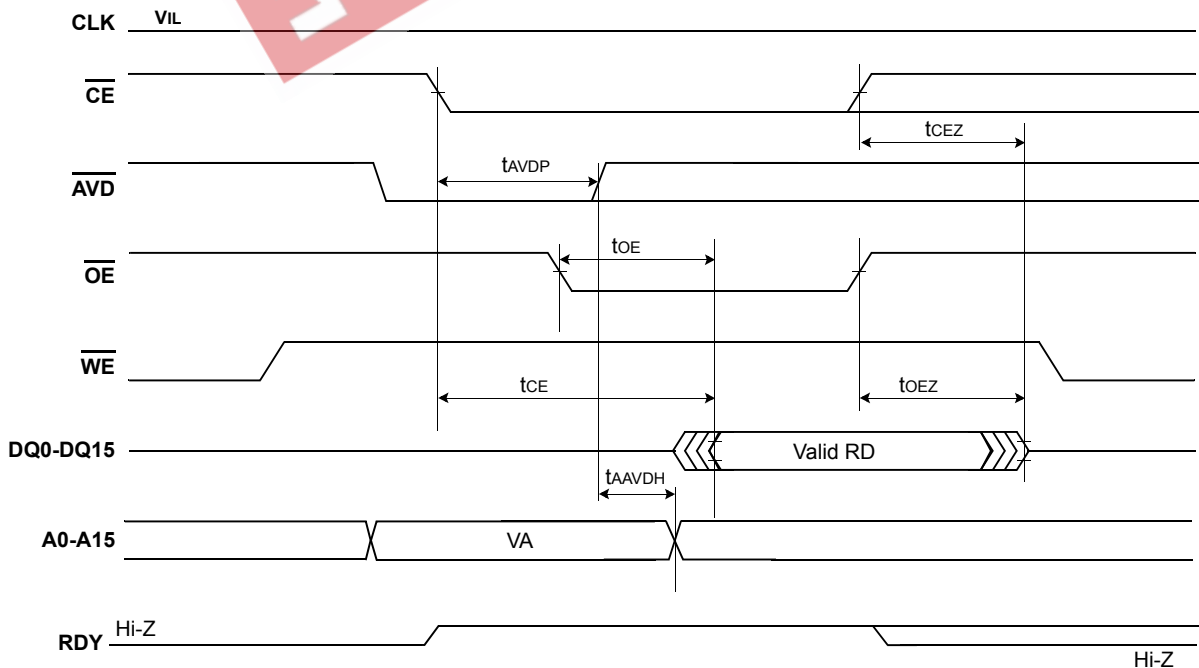 CLK VIL
CE
tCEZ
AVD tAVDP
OE tOE
WE
tCE tOEZ
DQ0-DQ15 Valid RD
tAAVDH
A0-A15 VA
RDY Hi-Z
Hi-Z